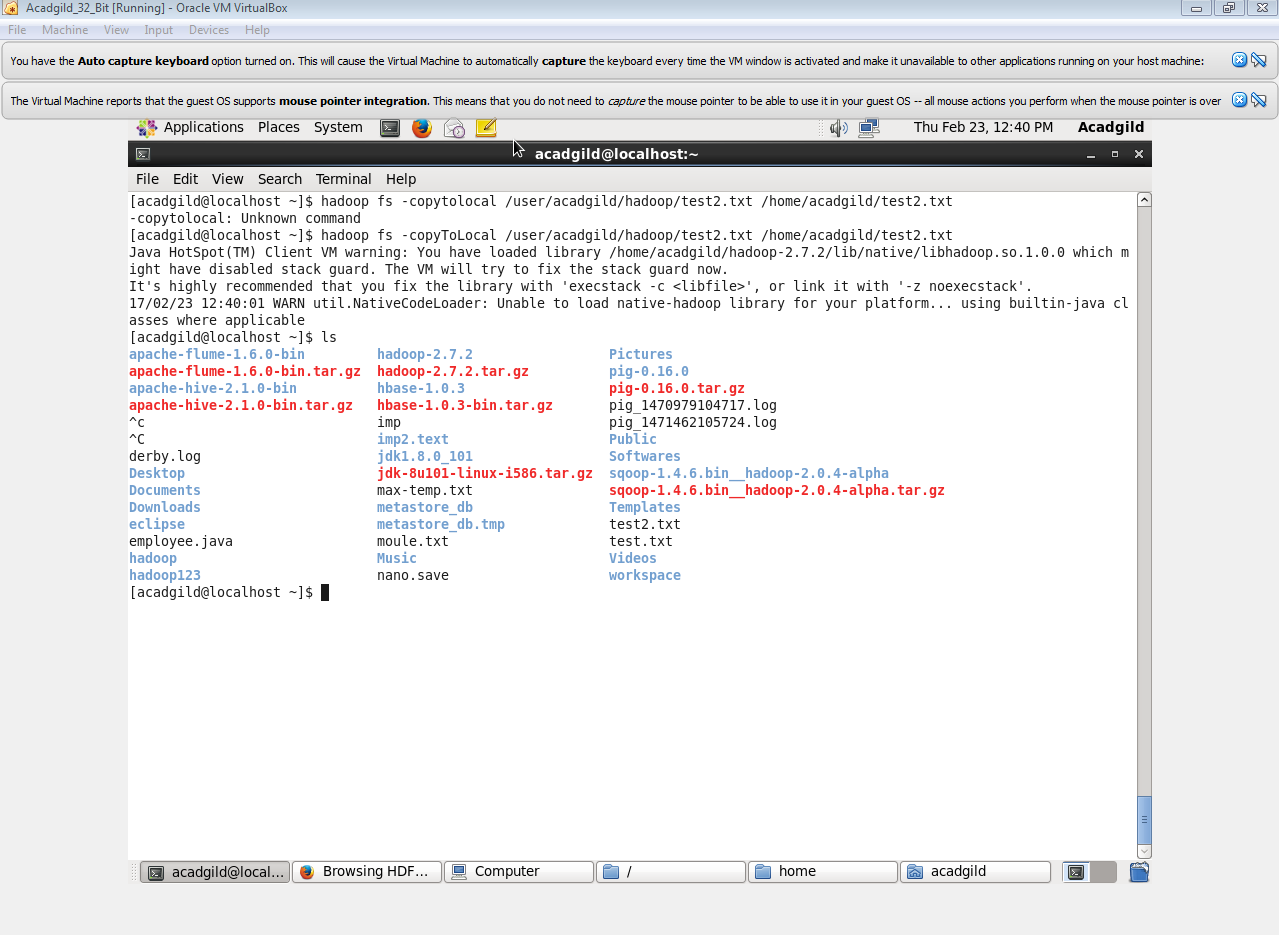 Acadgild_32_Bit [Running] - Oracle VM VirtualBox
File Machine View Input Devices Help
You have the Auto capture keyboard option turned on. This will cause the Virtual Machine to automatically capture the keyboard every time the VM window is activated and make it unavailable to other applications running on your host machine:
The Virtual Machine reports that the guest OS supports mouse pointer integration. This means that you do not need to capture the mouse pointer to be able to use it in your guest OS -- all mouse actions you perform when the mouse pointer is over
Applications Places System Thu Feb 23, 12:40 PM Acadgild
acadgild@localhost:~
File Edit View Search Terminal Help
[acadgild@localhost ~]$ hadoop fs -copytolocal /user/acadgild/hadoop/test2.txt /home/acadgild/test2.txt
-copytolocal: Unknown command
[acadgild@localhost ~]$ hadoop fs -copyToLocal /user/acadgild/hadoop/test2.txt /home/acadgild/test2.txt
Java HotSpot(TM) Client VM warning: You have loaded library /home/acadgild/hadoop-2.7.2/lib/native/libhadoop.so.1.0.0 which m
ight have disabled stack guard. The VM will try to fix the stack guard now.
It's highly recommended that you fix the library with 'execstack -c <libfile>', or link it with '-z noexecstack'.
17/02/23 12:40:01 WARN util.NativeCodeLoader: Unable to load native-hadoop library for your platform... using builtin-java cl
asses where applicable
[acadgild@localhost ~]$ ls
apache-flume-1.6.0-bin hadoop-2.7.2 Pictures
apache-flume-1.6.0-bin.tar.gz hadoop-2.7.2.tar.gz pig-0.16.0
apache-hive-2.1.0-bin hbase-1.0.3 pig-0.16.0.tar.gz
apache-hive-2.1.0-bin.tar.gz hbase-1.0.3-bin.tar.gz pig_1470979104717.log
^c imp pig_1471462105724.log
^C imp2.text Public
derby.log jdk1.8.0_101 Softwares
Desktop jdk-8u101-linux-i586.tar.gz sqoop-1.4.6.bin__hadoop-2.0.4-alpha
Documents max-temp.txt sqoop-1.4.6.bin__hadoop-2.0.4-alpha.tar.gz
Downloads metastore_db Templates
eclipse metastore_db.tmp test2.txt
employee.java moule.txt test.txt
hadoop Music Videos
hadoop123 nano.save workspace
[acadgild@localhost ~]$
acadgild@local... Browsing HDF... Computer / home acadgild